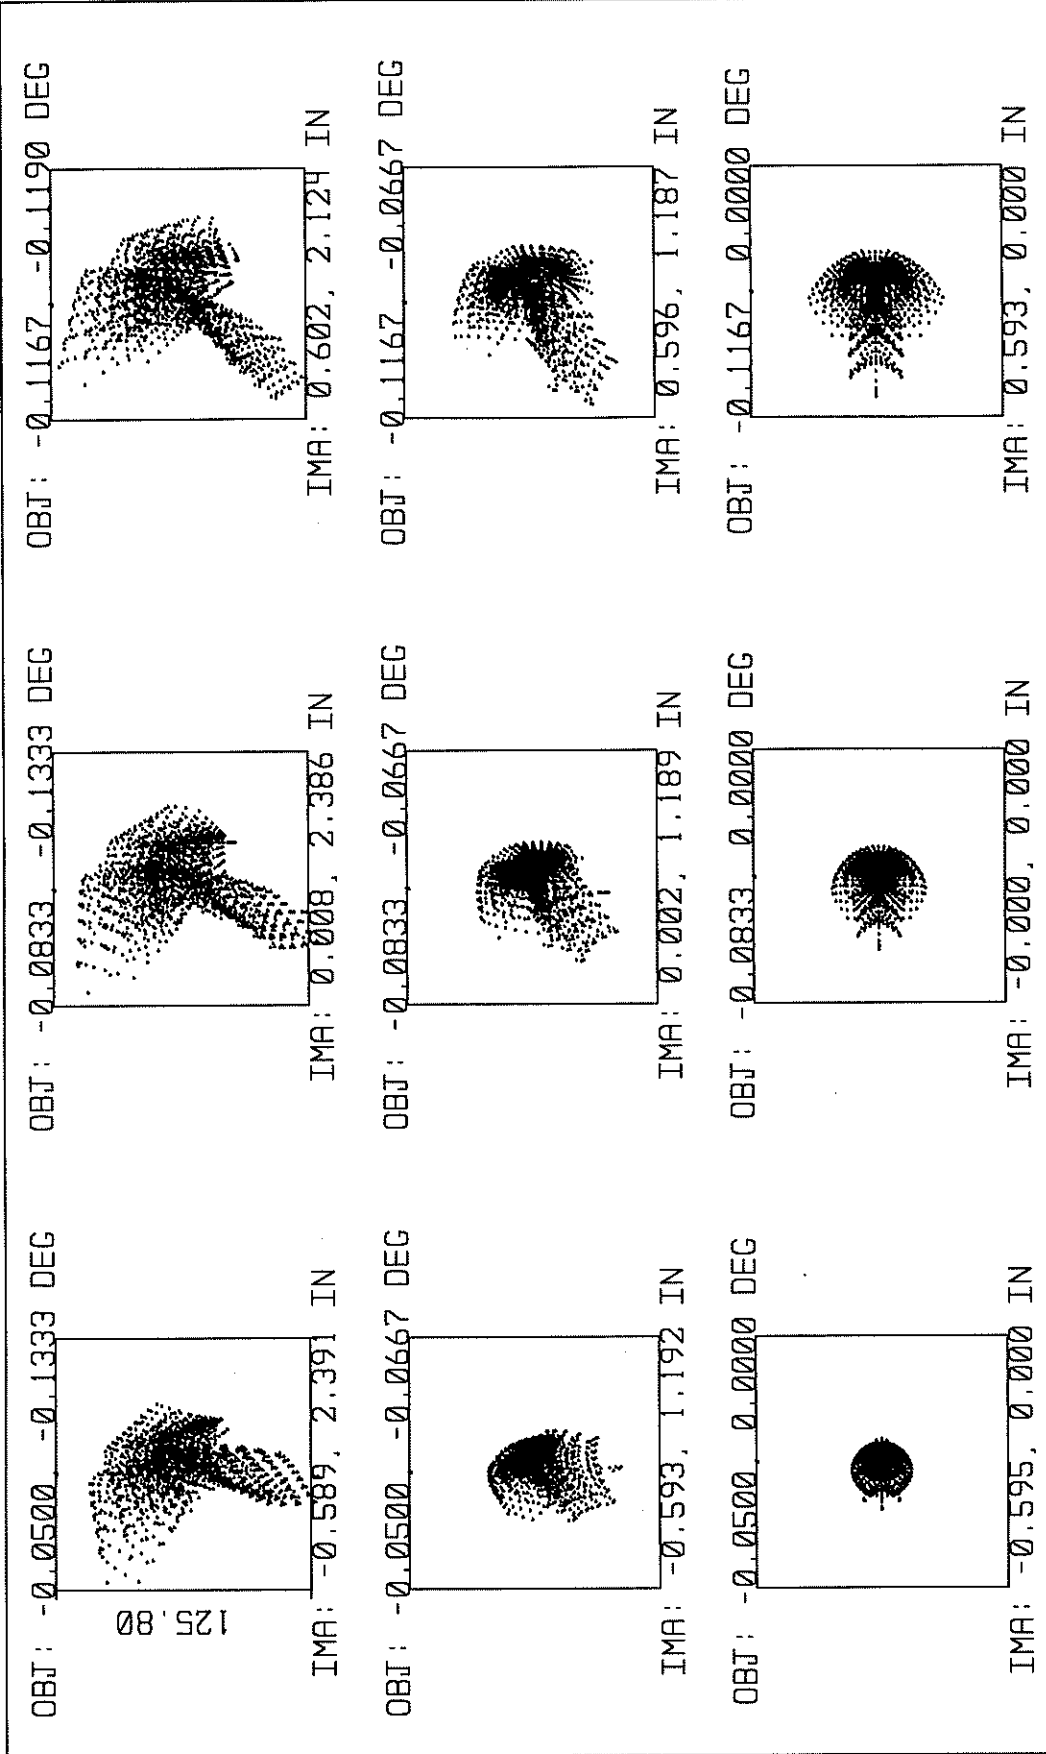 OBJ: -0.0500, -0.1333 DEG
125.80
IMA: -0.589, 2.391 IN
OBJ: -0.0833, -0.1333 DEG
IMA: 0.008, 2.386 IN
OBJ: -0.1167, -0.1190 DEG
IMA: 0.602, 2.124 IN
OBJ: -0.0500, -0.0667 DEG
IMA: -0.593, 1.192 IN
OBJ: -0.0833, -0.0667 DEG
IMA: 0.002, 1.189 IN
OBJ: -0.1167, -0.0667 DEG
IMA: 0.596, 1.187 IN
OBJ: -0.0500, 0.0000 DEG
IMA: -0.595, 0.000 IN
OBJ: -0.0833, 0.0000 DEG
IMA: -0.000, 0.000 IN
OBJ: -0.1167, 0.0000 DEG
IMA: 0.593, 0.000 IN